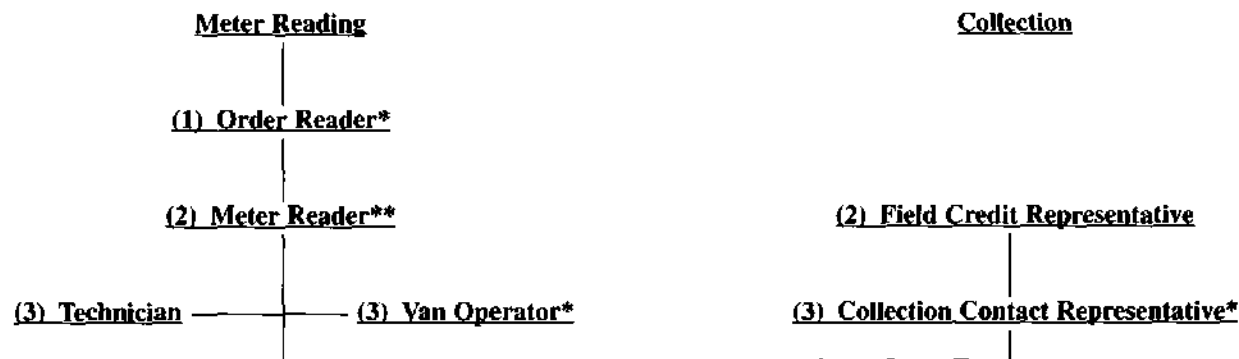 Meter Reading
Collection
(1) Order Reader*
(2) Meter Reader**
(2) Field Credit Representative
(3) Technician
(3) Van Operator*
(3) Collection Contact Representative*